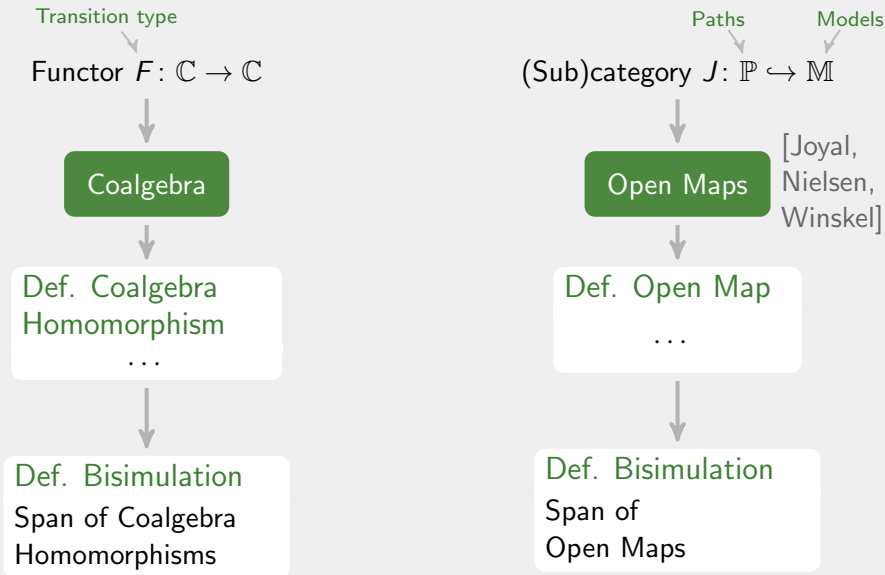 Transition type
Functor F: ℂ → ℂ
Coalgebra
Def. Coalgebra
Homomorphism
...
Def. Bisimulation
Span of Coalgebra
Homomorphisms
Paths
Models
(Sub)category J: ℙ ↪ 𝕄
Open Maps
[Joyal,
Nielsen,
Winskel]
Def. Open Map
...
Def. Bisimulation
Span of
Open Maps